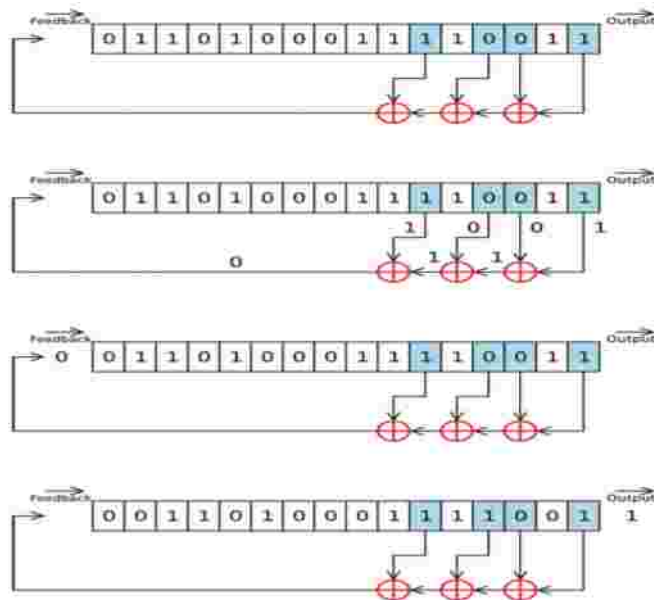 Feedback 0 1 1 0 1 0 0 0 1 1 1 1 0 0 1 1 Output
Feedback 0 1 1 0 1 0 0 0 1 1 1 1 0 0 1 1 Output
1 0 0 1
0 1 1
Feedback 0 0 1 1 0 1 0 0 0 1 1 1 1 0 0 1 1 Output
Feedback 0 0 1 1 0 1 0 0 0 1 1 1 1 0 0 1 Output 1